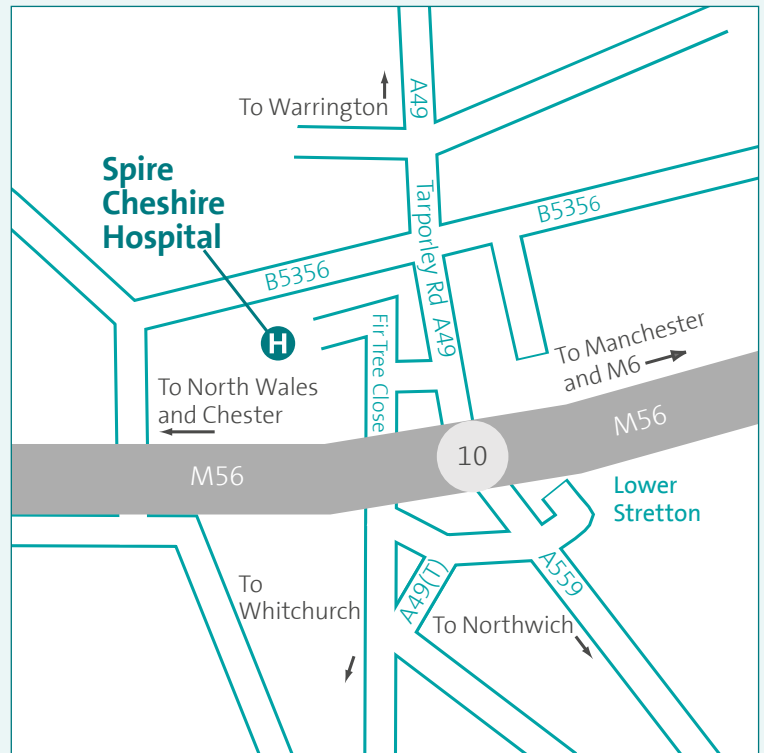 A49
To Warrington
Spire
Cheshire
Hospital
Tarporley Rd A49
B5356
B5356
H
Fir Tree Close
To Manchester
and M6
To North Wales
and Chester
M56
10
M56
Lower
Stretton
To
Whitchurch
A49(T)
A559
To Northwich